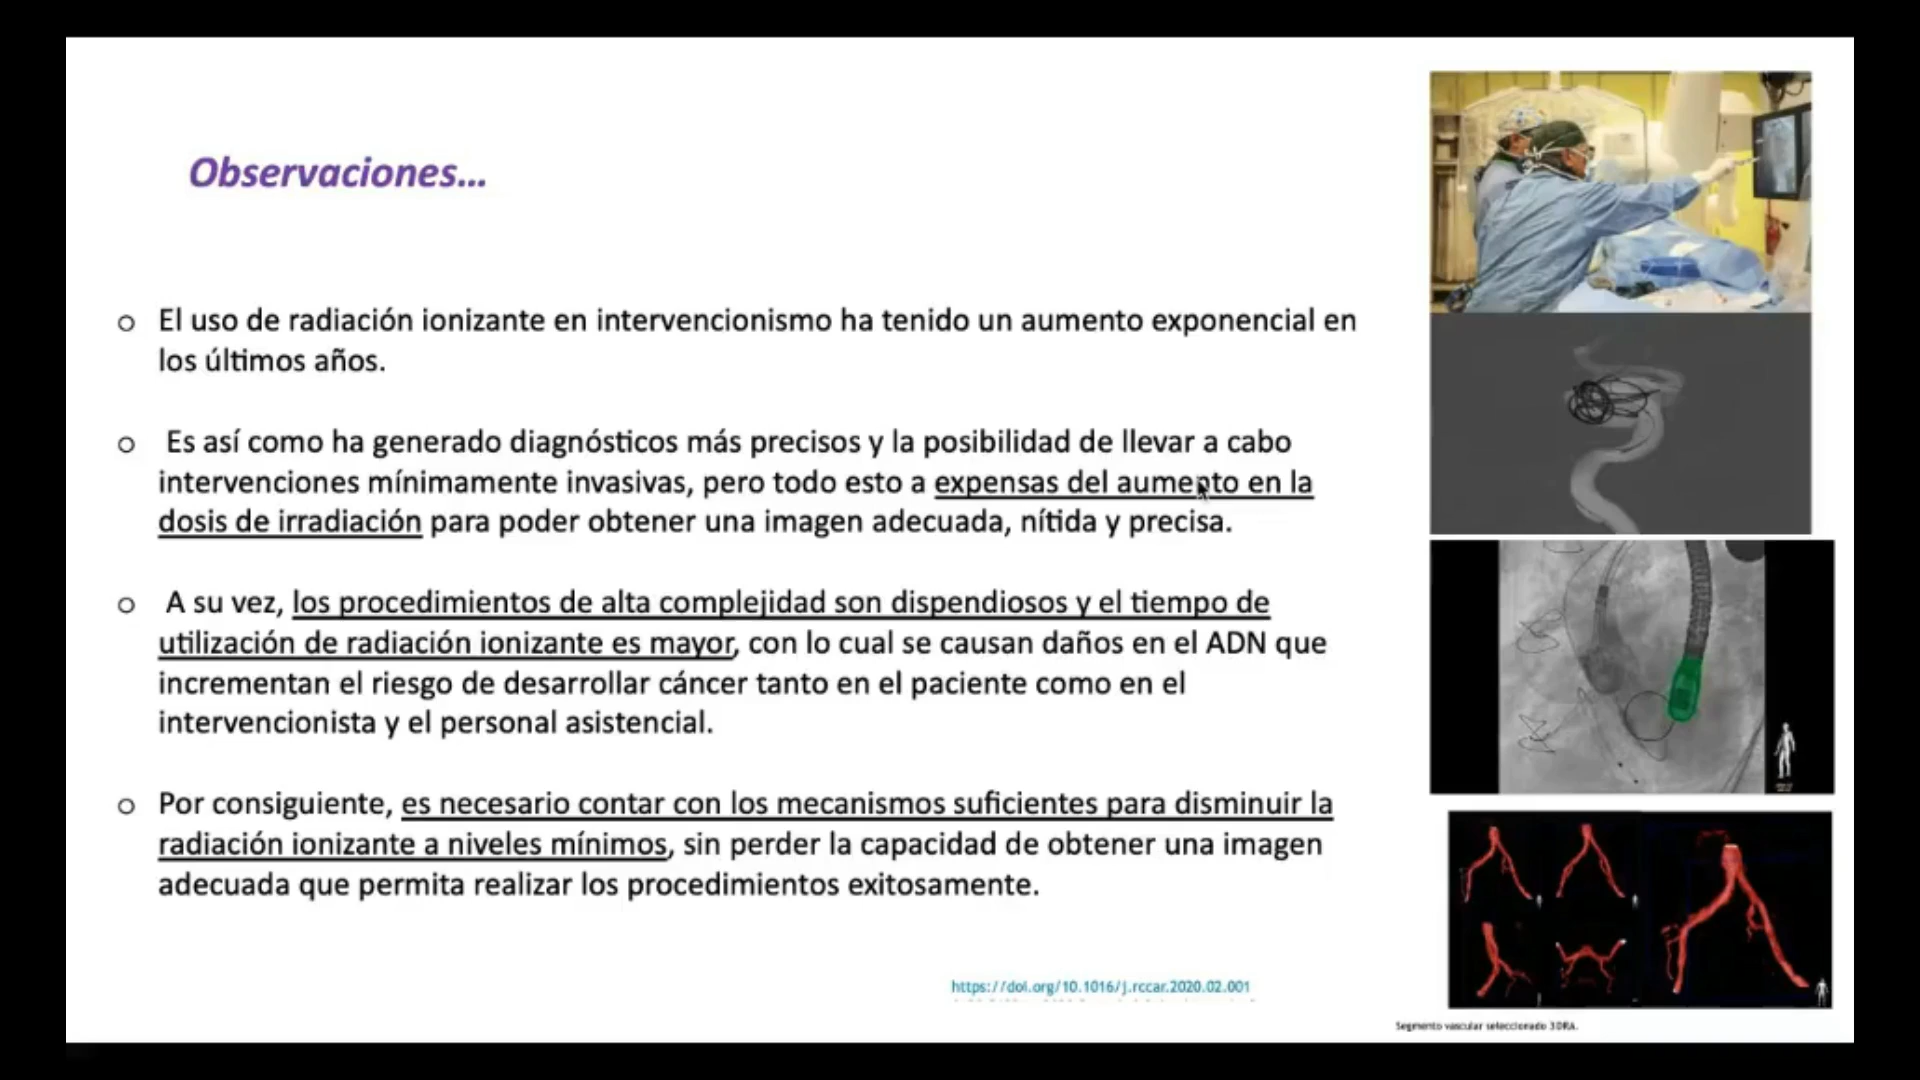 Observaciones...
o El uso de radiación ionizante en intervencionismo ha tenido un aumento exponencial en
los últimos años.
o Es así como ha generado diagnósticos más precisos y la posibilidad de llevar a cabo
intervenciones mínimamente invasivas, pero todo esto a expensas del aumento en la
dosis de irradiación para poder obtener una imagen adecuada, nítida y precisa.
o A su vez, los procedimientos de alta complejidad son dispendiosos y el tiempo de
utilización de radiación ionizante es mayor, con lo cual se causan daños en el ADN que
incrementan el riesgo de desarrollar cáncer tanto en el paciente como en el
intervencionista y el personal asistencial.
o Por consiguiente, es necesario contar con los mecanismos suficientes para disminuir la
radiación ionizante a niveles mínimos, sin perder la capacidad de obtener una imagen
adecuada que permita realizar los procedimientos exitosamente.
https://doi.org/10.1016/j.rccar.2020.02.001
Segmento vascular seleccionado 3DRA.